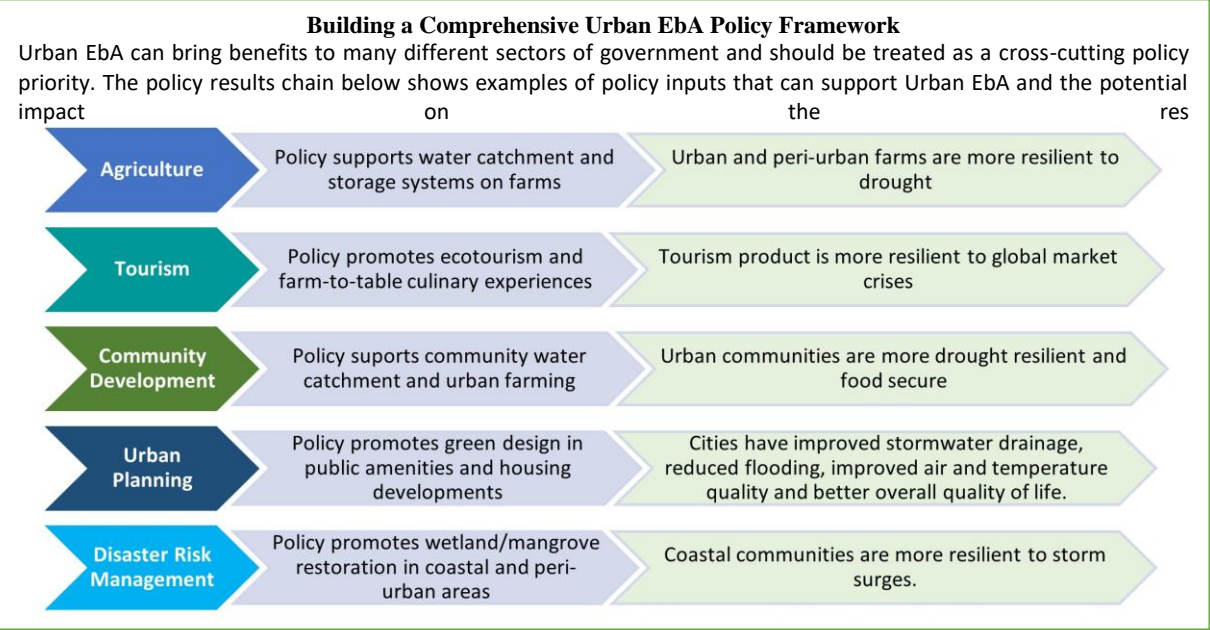 Building a Comprehensive Urban EbA Policy Framework
Urban EbA can bring benefits to many different sectors of government and should be treated as a cross-cutting policy
priority. The policy results chain below shows examples of policy inputs that can support Urban EbA and the potential
impact on the res
Agriculture
Policy supports water catchment and
storage systems on farms
Urban and peri-urban farms are more resilient to
drought
Tourism
Policy promotes ecotourism and
farm-to-table culinary experiences
Tourism product is more resilient to global market
crises
Community
Development
Policy suports community water
catchment and urban farming
Urban communities are more drought resilient and
food secure
Urban
Planning
Policy promotes green design in
public amenities and housing
developments
Cities have improved stormwater drainage,
reduced flooding, improved air and temperature
quality and better overall quality of life.
Disaster Risk
Management
Policy promotes wetland/mangrove
restoration in coastal and peri-
urban areas
Coastal communities are more resilient to storm
surges.